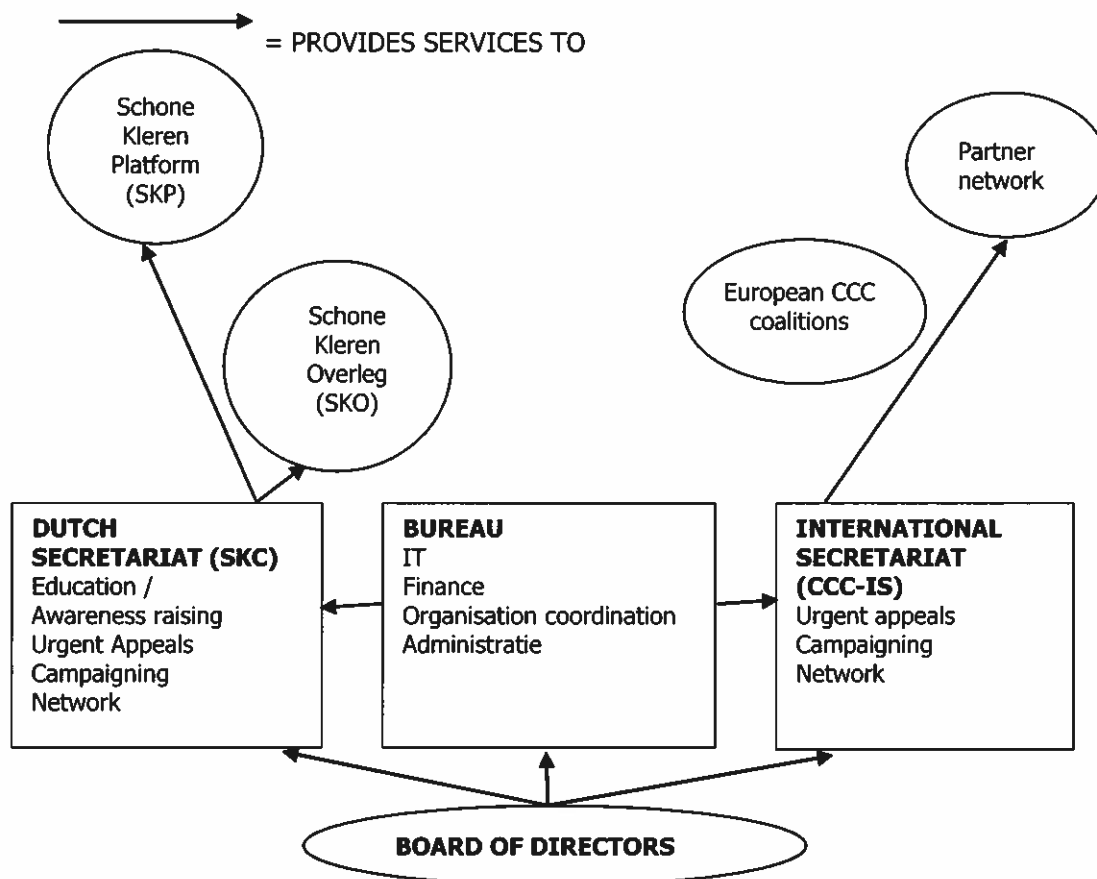 = PROVIDES SERVICES TO
Schone
Kleren
Platform
(SKP)
Partner
network
European CCC
coalitions
Schone
Kleren
Overleg
(SKO)
DUTCH
SECRETARIAT (SKC)
Education /
Awareness raising
Urgent Appeals
Campaigning
Network
BUREAU
IT
Finance
Organisation coordination
Administratie
INTERNATIONAL
SECRETARIAT
(CCC-IS)
Urgent appeals
Campaigning
Network
BOARD OF DIRECTORS